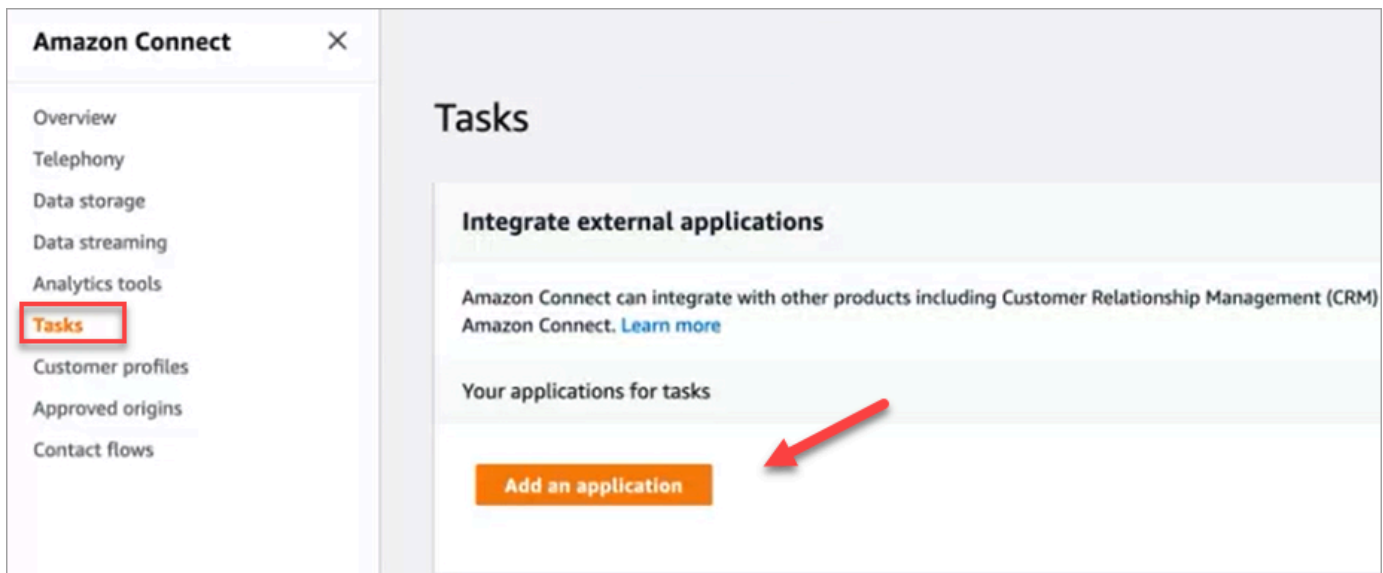 Amazon Connect
Overview
Telephony
Data storage
Data streaming
Analytics tools
Tasks
Customer profiles
Approved origins
Contact flows
Tasks
Integrate external applications
Amazon Connect can integrate with other products including Customer Relationship Management (CRM)
Amazon Connect. Learn more
Your applications for tasks
Add an application